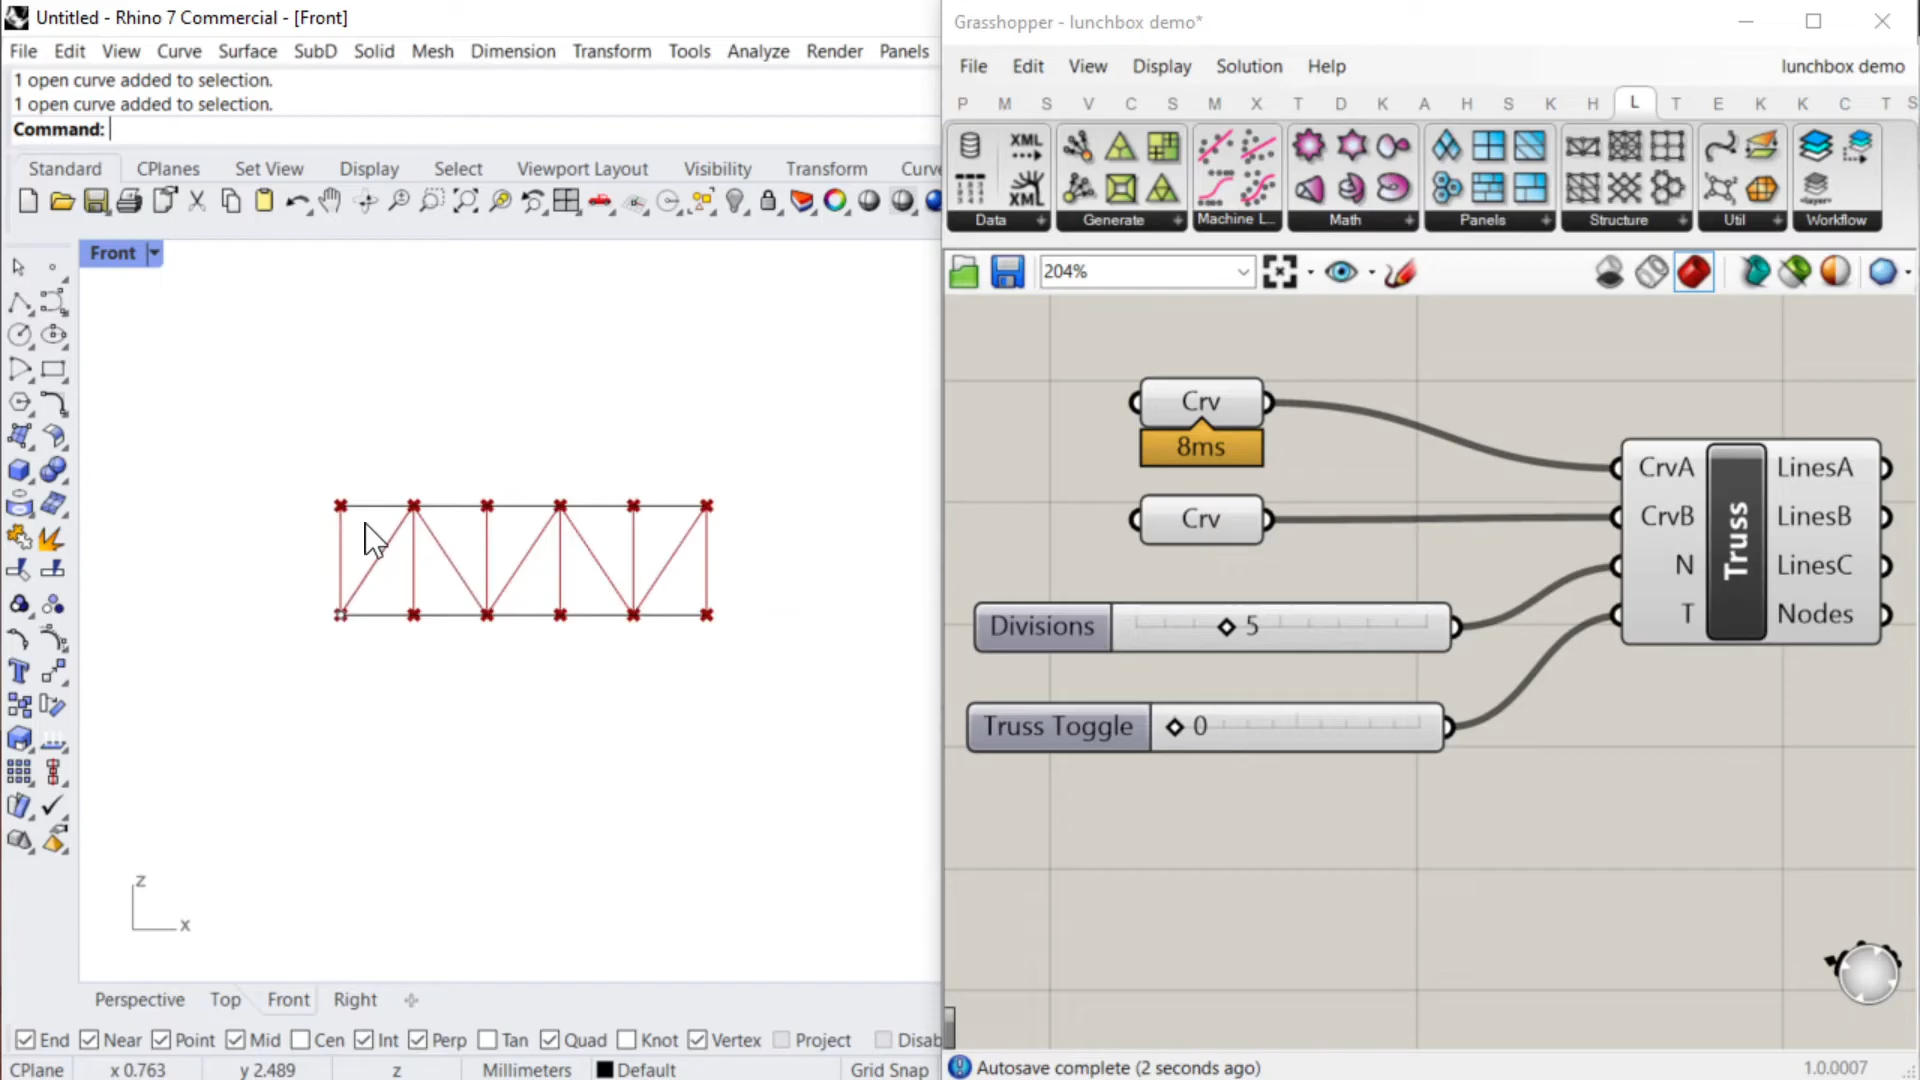 Untitled - Rhino 7 Commercial - [Front]
File Edit View Curve Surface SubD Solid Mesh Dimension Transform Tools Analyze Render Panels
1 open curve added to selection.
1 open curve added to selection.
Command:
Standard CPlanes Set View Display Select Viewport Layout Visibility Transform Curve
Front
z
x
Perspective Top Front Right
End Near Point Mid Cen Int Perp Tan Quad Knot Vertex Project Disab
CPlane x 0.763 y 2.489 z Millimeters Default Grid Snap
Grasshopper - lunchbox demo*
File Edit View Display Solution Help lunchbox demo
P M S V C S M X T D K A H S K H L T E K K C T S
XML
XML
Data Generate Machine L... Math Panels Structure Util Workflow
204%
Crv
8ms
Crv
Divisions 5
Truss Toggle 0
CrvA
CrvB
N
T
Truss
LinesA
LinesB
LinesC
Nodes
Autosave complete (2 seconds ago) 1.0.0007